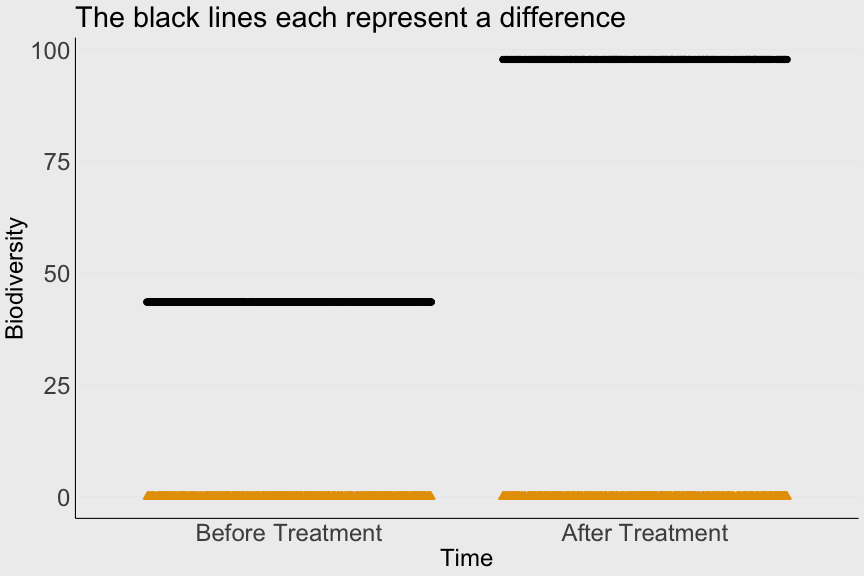 The black lines each represent a difference
100
75
50
25
0
Biodiversity
Before Treatment
After Treatment
Time